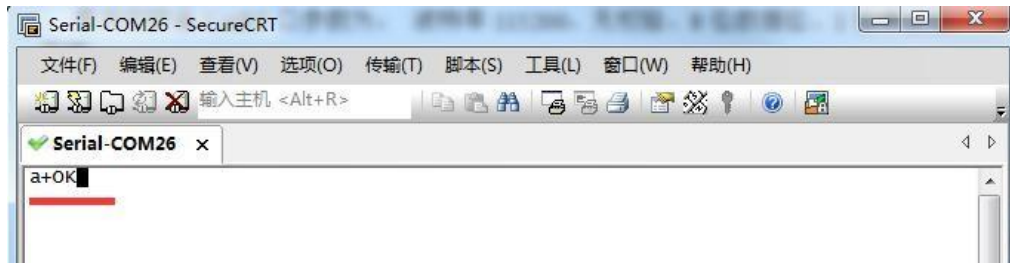 Serial-COM26 - SecureCRT
文件(F) 编辑(E) 查看(V) 选项(O) 传输(T) 脚本(S) 工具(L) 窗口(W) 帮助(H)
输入主机 <Alt+R>
Serial-COM26 x
a+OK